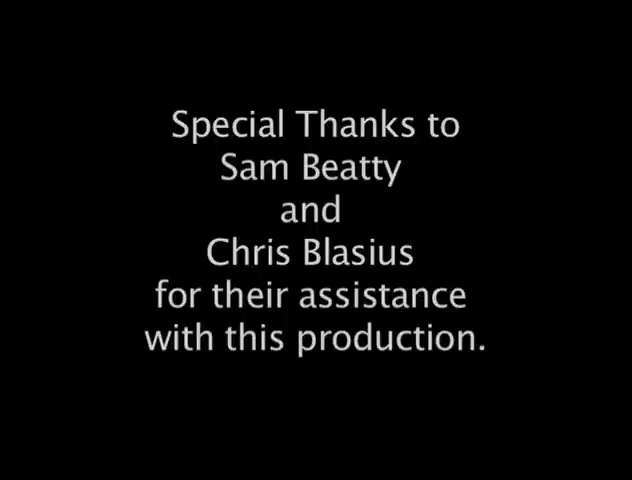 Special Thanks to
Sam Beatty
and
Chris Blasius
for their assistance
with this production.